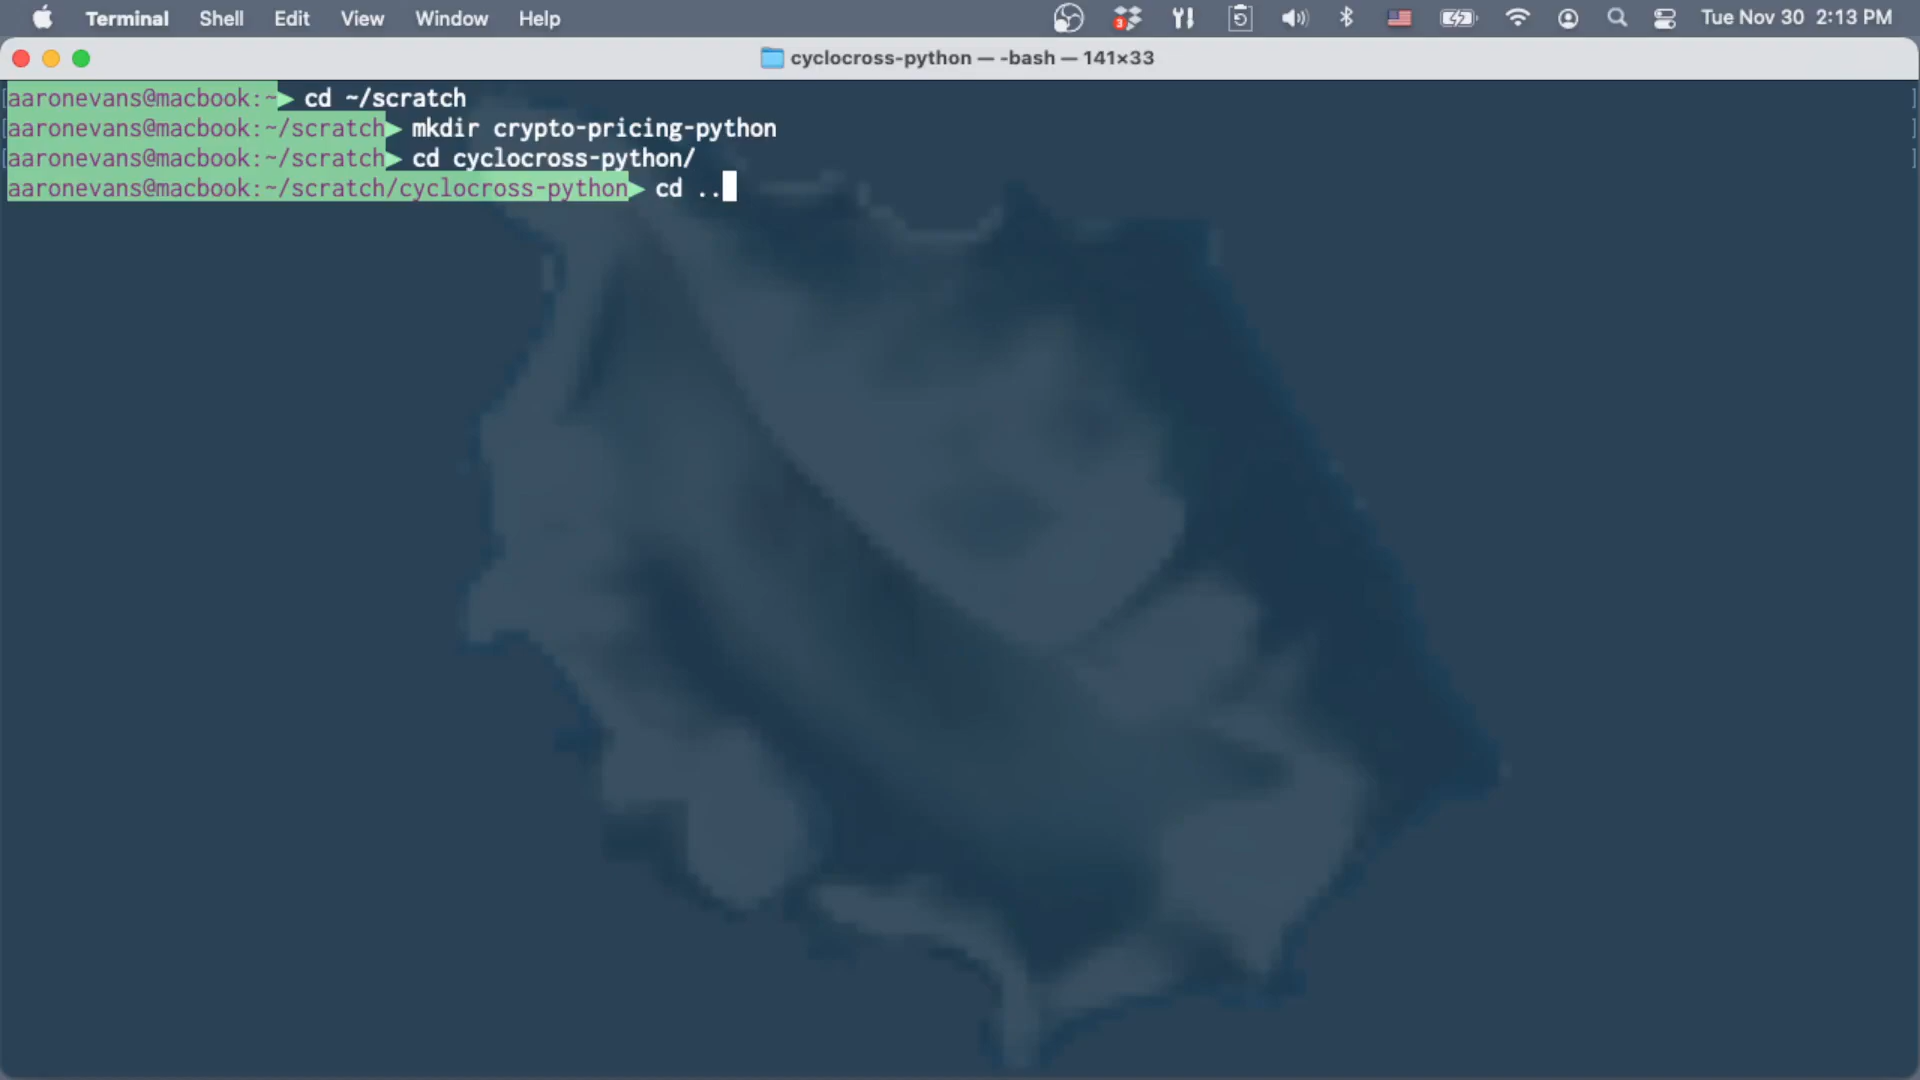 Terminal Shell Edit View Window Help 3 Tue Nov 30 2:13 PM
cyclocross-python — -bash — 141×33
aaronevans@macbook:~ cd ~/scratch
aaronevans@macbook:~/scratch mkdir crypto-pricing-python
aaronevans@macbook:~/scratch cd cyclocross-python/
aaronevans@macbook:~/scratch/cyclocross-python cd ..